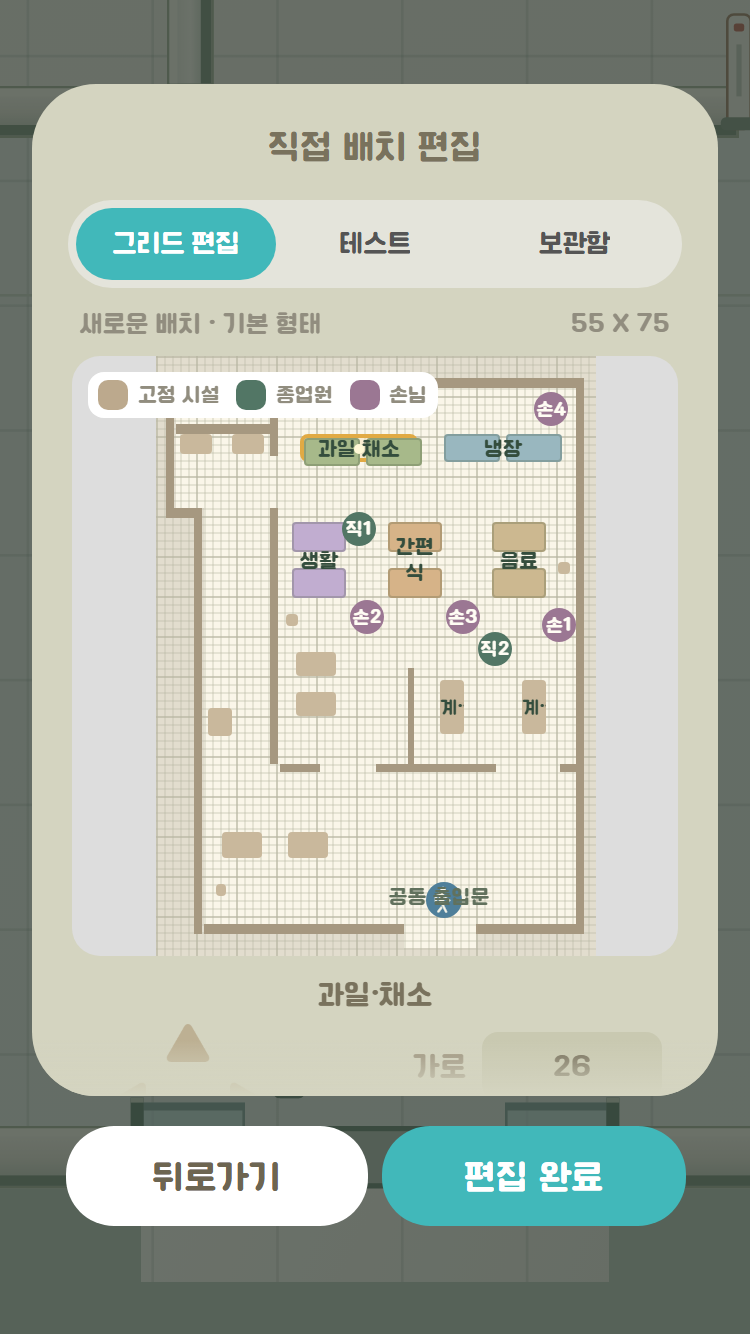 직접 배치 편집
그리드 편집
테스트
보관함
새로운 배치 · 기본 형태
55 X 75
고정 시설
종업원
손님
손4
과일·채소
냉장
직1
생활
간편
식
음료
손2
손3
손1
직2
계·
계·
공동 출입문
과일·채소
가로
26
뒤로가기
편집 완료